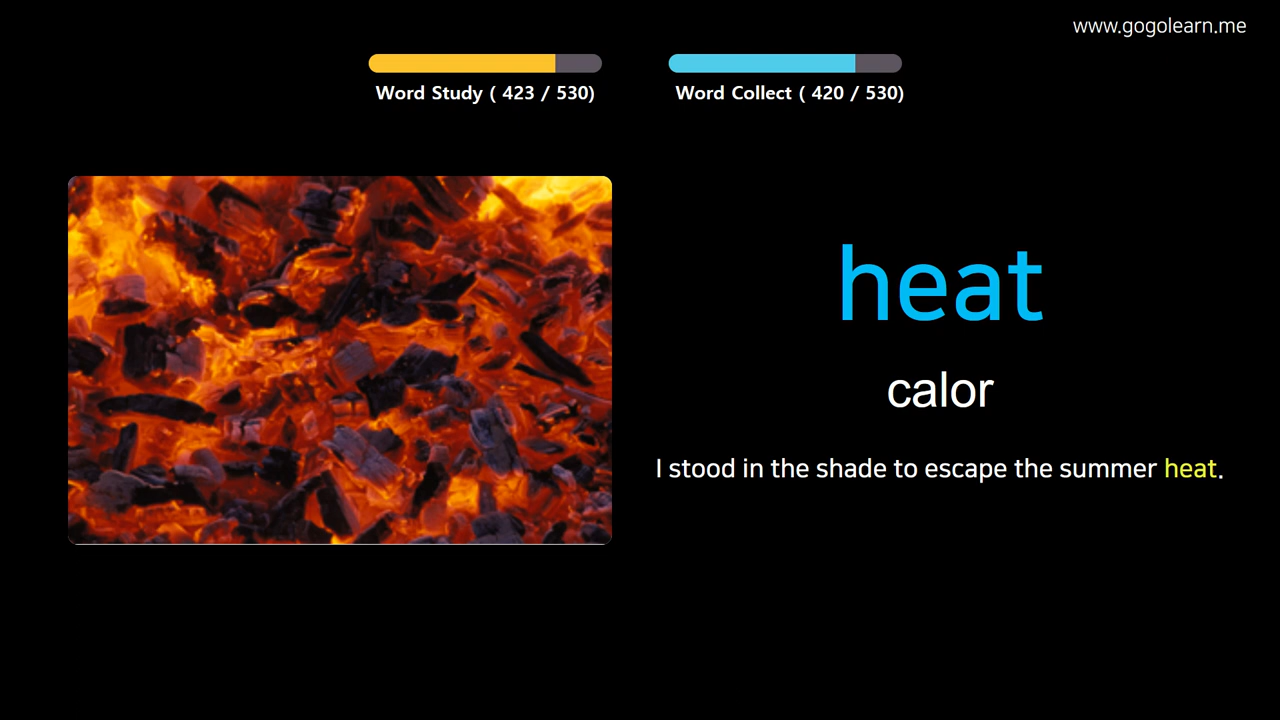 www.gogolearn.me
Word Study ( 423 / 530)
Word Collect ( 420 / 530)
heat
calor
I stood in the shade to escape the summer heat.